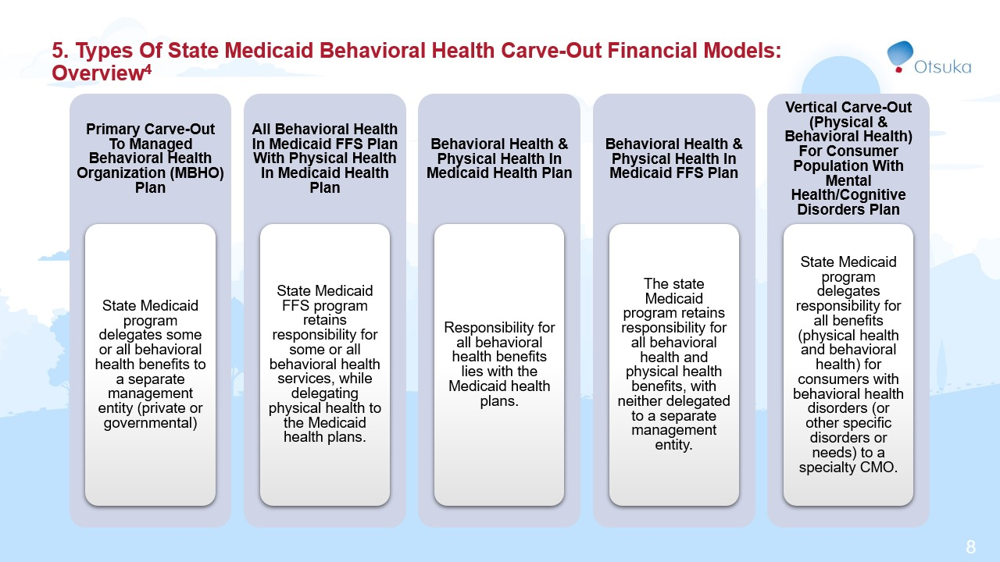 5. Types Of State Medicaid Behavioral Health Carve-Out Financial Models:
Overview4
Otsuka
Primary Carve-Out
To Managed
Behavioral Health
Organization (MBHO)
Plan
State Medicaid
program
delegates some
or all behavioral
health benefits to
a separate
management
entity (private or
governmental)
All Behavioral Health
In Medicaid FFS Plan
With Physical Health
In Medicaid Health
Plan
State Medicaid
FFS program
retains
responsibility for
some or all
behavioral health
services, while
delegating
physical health to
the Medicaid
health plans.
Behavioral Health &
Physical Health In
Medicaid Health Plan
Responsibility for
all behavioral
health benefits
lies with the
Medicaid health
plans.
Behavioral Health &
Physical Health In
Medicaid FFS Plan
The state
Medicaid
program retains
responsibility for
all behavioral
health and
physical health
benefits, with
neither delegated
to a separate
management
entity.
Vertical Carve-Out
(Physical &
Behavioral Health)
For Consumer
Population With
Mental
Health/Cognitive
Disorders Plan
State Medicaid
program
delegates
responsibility for
all benefits
(physical health
and behavioral
health) for
consumers with
behavioral health
disorders (or
other specific
disorders or
needs) to a
specialty CMO.
8